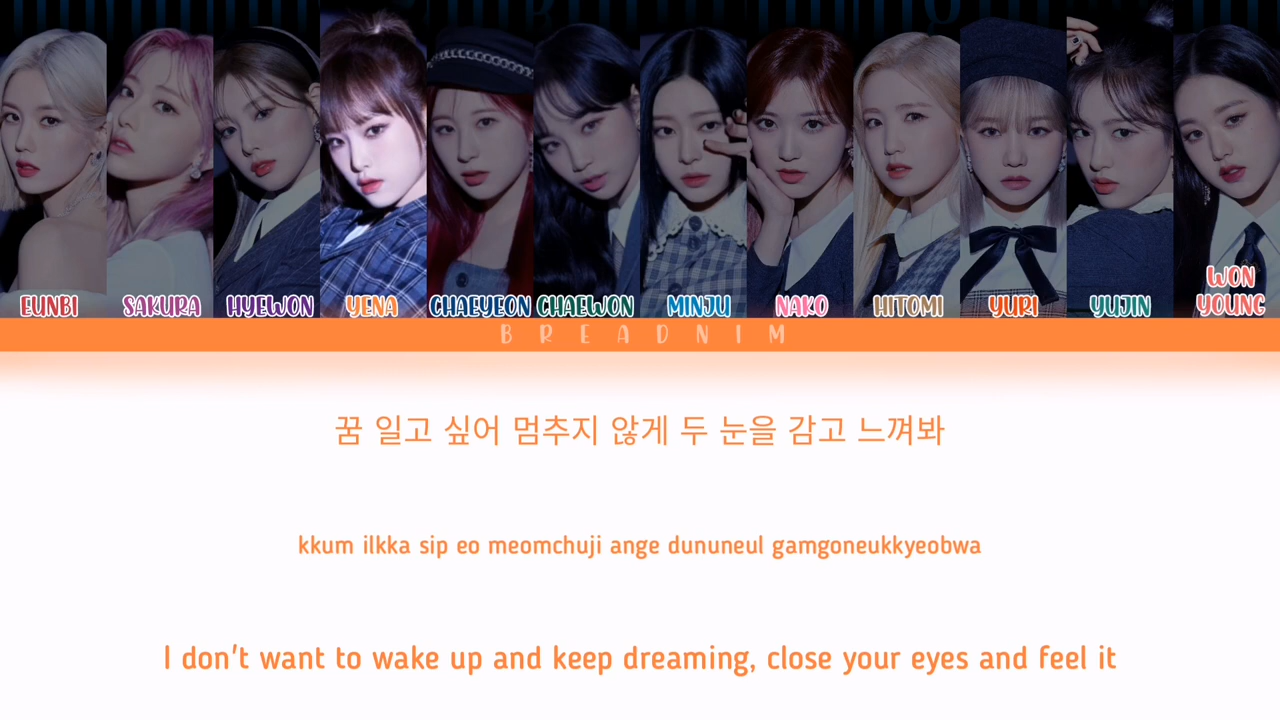 EUNBI
SAKURA
HYEWON
YENA
CHAEYEON
CHAEWON
MINJU
NAKO
HITOMI
YURI
YUJIN
WON
YOUNG
BREADNIM
꿈 일고 싶어 멈추지 않게 두 눈을 감고 느껴봐
kkum ilkka sip eo meomchuji ange dununeul gamgoneukkyeobwa
I don't want to wake up and keep dreaming, close your eyes and feel it